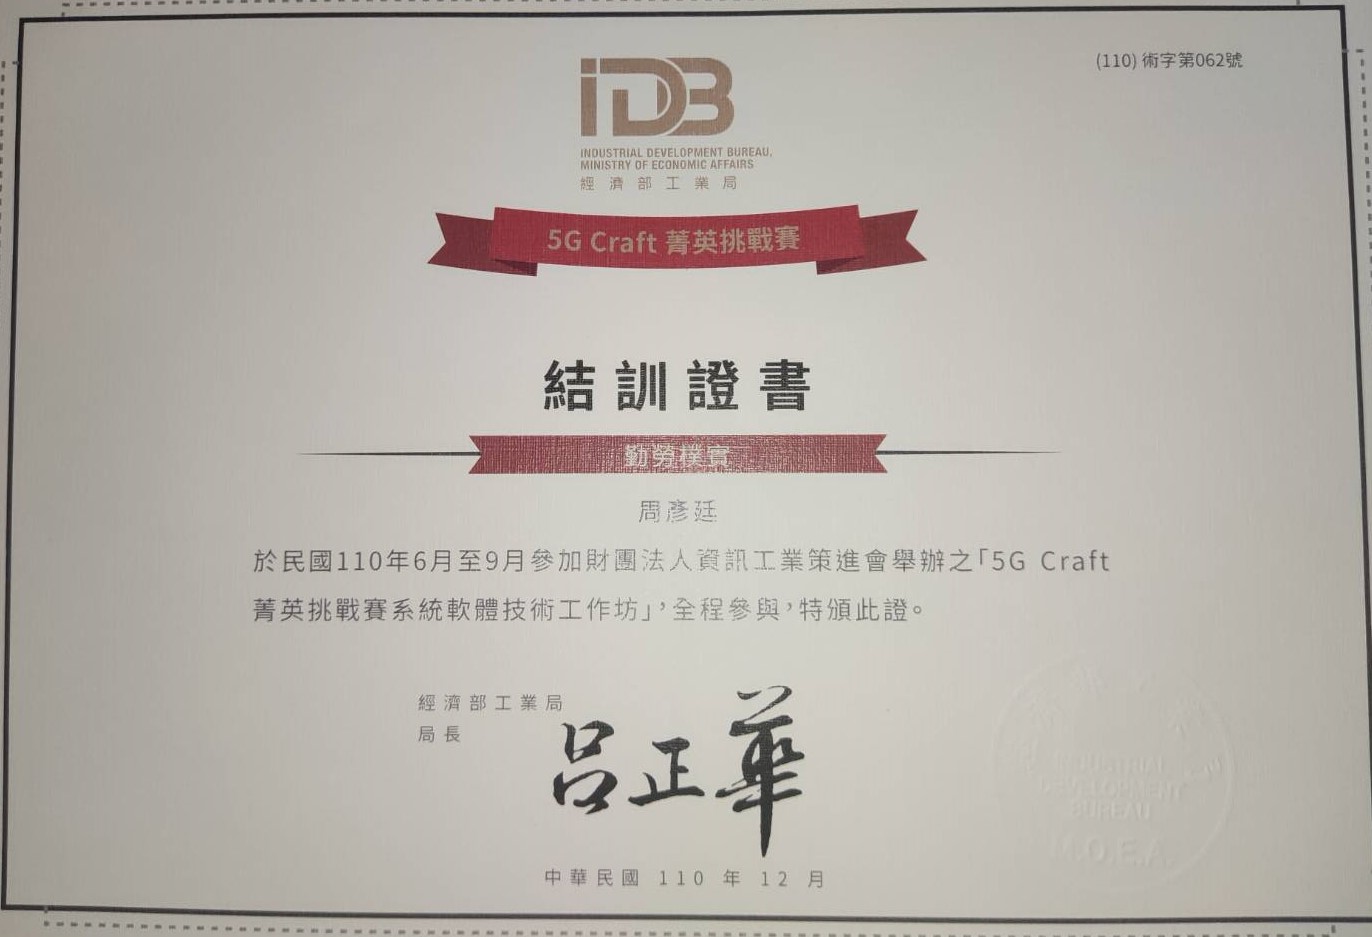 (110) 術字第062號
IDB
INDUSTRIAL DEVELOPMENT BUREAU,
MINISTRY OF ECONOMIC AFFAIRS
經濟部工業局
5G Craft 菁英挑戰賽
結訓證書
勤勞樸實
周彥廷
於民國110年6月至9月參加財團法人資訊工業策進會舉辦之「5G Craft
菁英挑戰賽系統軟體技術工作坊」，全程參與，特頒此證。
經濟部工業局
局長
呂正華
INDUSTRIAL
DEVELOPMENT
BUREAU
M.O.E.A.
中華民國 110 年 12 月